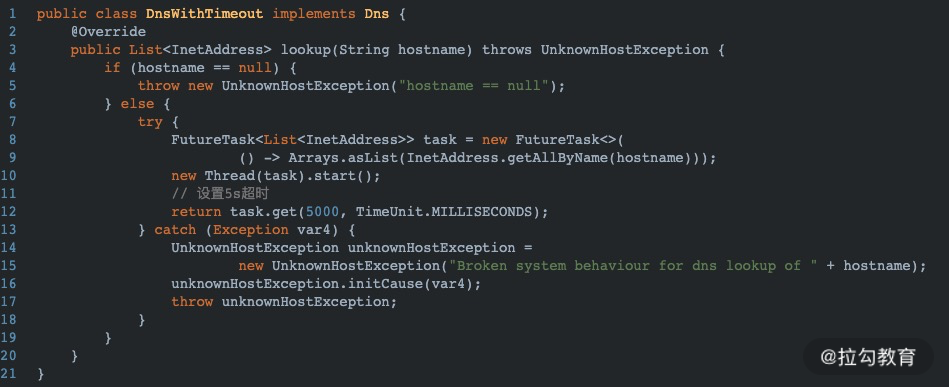 1 public class DnsWithTimeout implements Dns {
2     @Override
3     public List<InetAddress> lookup(String hostname) throws UnknownHostException {
4         if (hostname == null) {
5             throw new UnknownHostException("hostname == null");
6         } else {
7             try {
8                 FutureTask<List<InetAddress>> task = new FutureTask<>(
9                         () -> Arrays.asList(InetAddress.getAllByName(hostname)));
10                 new Thread(task).start();
11                 // 设置5s超时
12                 return task.get(5000, TimeUnit.MILLISECONDS);
13             } catch (Exception var4) {
14                 UnknownHostException unknownHostException =
15                         new UnknownHostException("Broken system behaviour for dns lookup of " + hostname);
16                 unknownHostException.initCause(var4);
17                 throw unknownHostException;
18             }
19         }
20     }
21 }
@拉勾教育